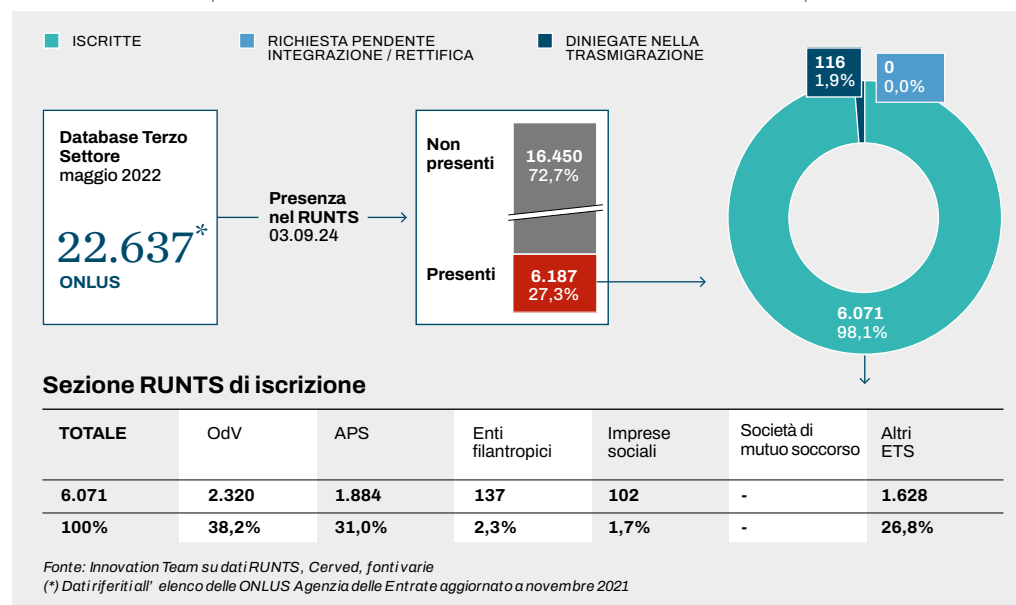 ISCRITTE
RICHIESTA PENDENTE
INTEGRAZIONE / RETTIFICA
DINIEGATE NELLA
TRASMIGRAZIONE
116
1,9%
0
0,0%
Database Terzo
Settore
maggio 2022
22.637*
ONLUS
Presenza
nel RUNTS
03.09.24
Non
presenti
16.450
72,7%
Presenti
6.187
27,3%
6.071
98,1%
Sezione RUNTS di iscrizione
TOTALE OdV APS Enti filantropici Imprese sociali Società di mutuo soccorso Altri ETS
6.071 2.320 1.884 137 102 - 1.628
100% 38,2% 31,0% 2,3% 1,7% - 26,8%
Fonte: Innovation Team su dati RUNTS, Cerved, fonti varie
(*) Dati riferiti all' elenco delle ONLUS Agenzia delle Entrate aggiornato a novembre 2021